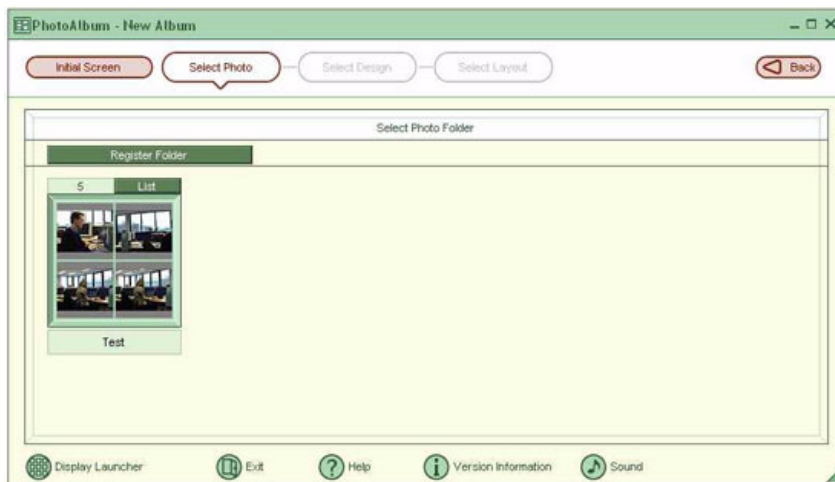 PhotoAlbum - New Album
Initial Screen Select Photo Select Design Select Layout Back
Select Photo Folder
Register Folder
5 List
Test
Display Launcher Exit Help Version Information Sound